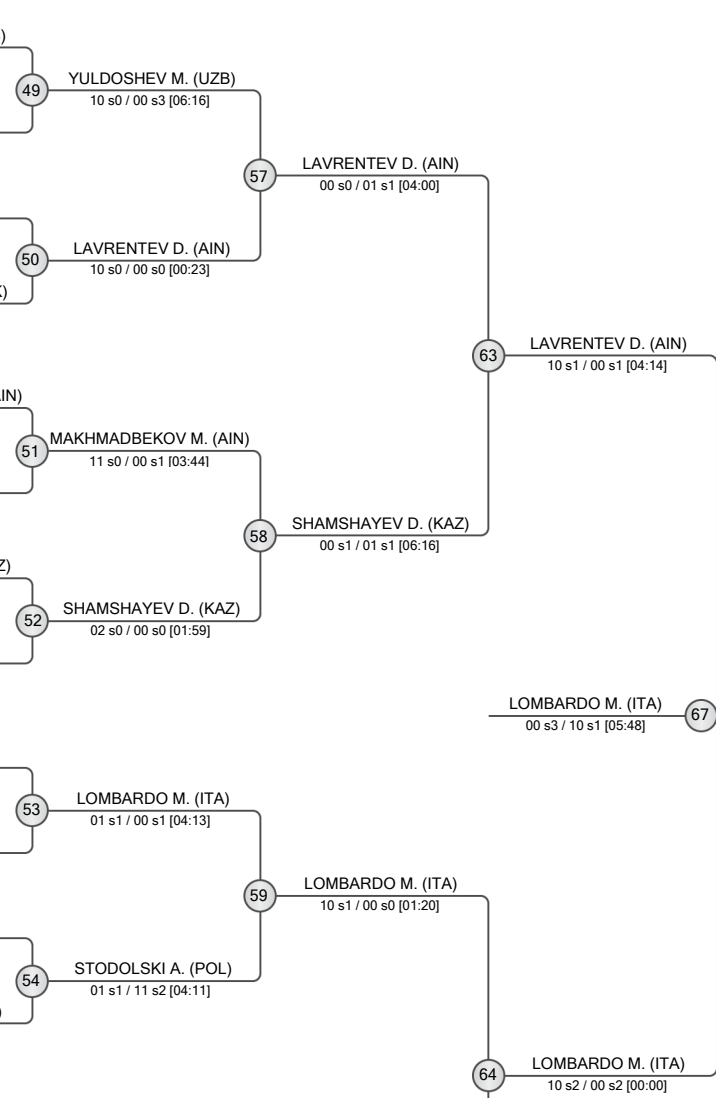 )
49
YULDOSHEV M. (UZB)
10 s0 / 00 s3 [06:16]
57
LAVRENTEV D. (AIN)
00 s0 / 01 s1 [04:00]
50
LAVRENTEV D. (AIN)
10 s0 / 00 s0 [00:23]
)
63
LAVRENTEV D. (AIN)
10 s1 / 00 s1 [04:14]
IN)
51
MAKHMADBEKOV M. (AIN)
11 s0 / 00 s1 [03:44]
58
SHAMSHAYEV D. (KAZ)
00 s1 / 01 s1 [06:16]
Z)
52
SHAMSHAYEV D. (KAZ)
02 s0 / 00 s0 [01:59]
LOMBARDO M. (ITA)
00 s3 / 10 s1 [05:48]
67
53
LOMBARDO M. (ITA)
01 s1 / 00 s1 [04:13]
59
LOMBARDO M. (ITA)
10 s1 / 00 s0 [01:20]
54
STODOLSKI A. (POL)
01 s1 / 11 s2 [04:11]
)
64
LOMBARDO M. (ITA)
10 s2 / 00 s2 [00:00]